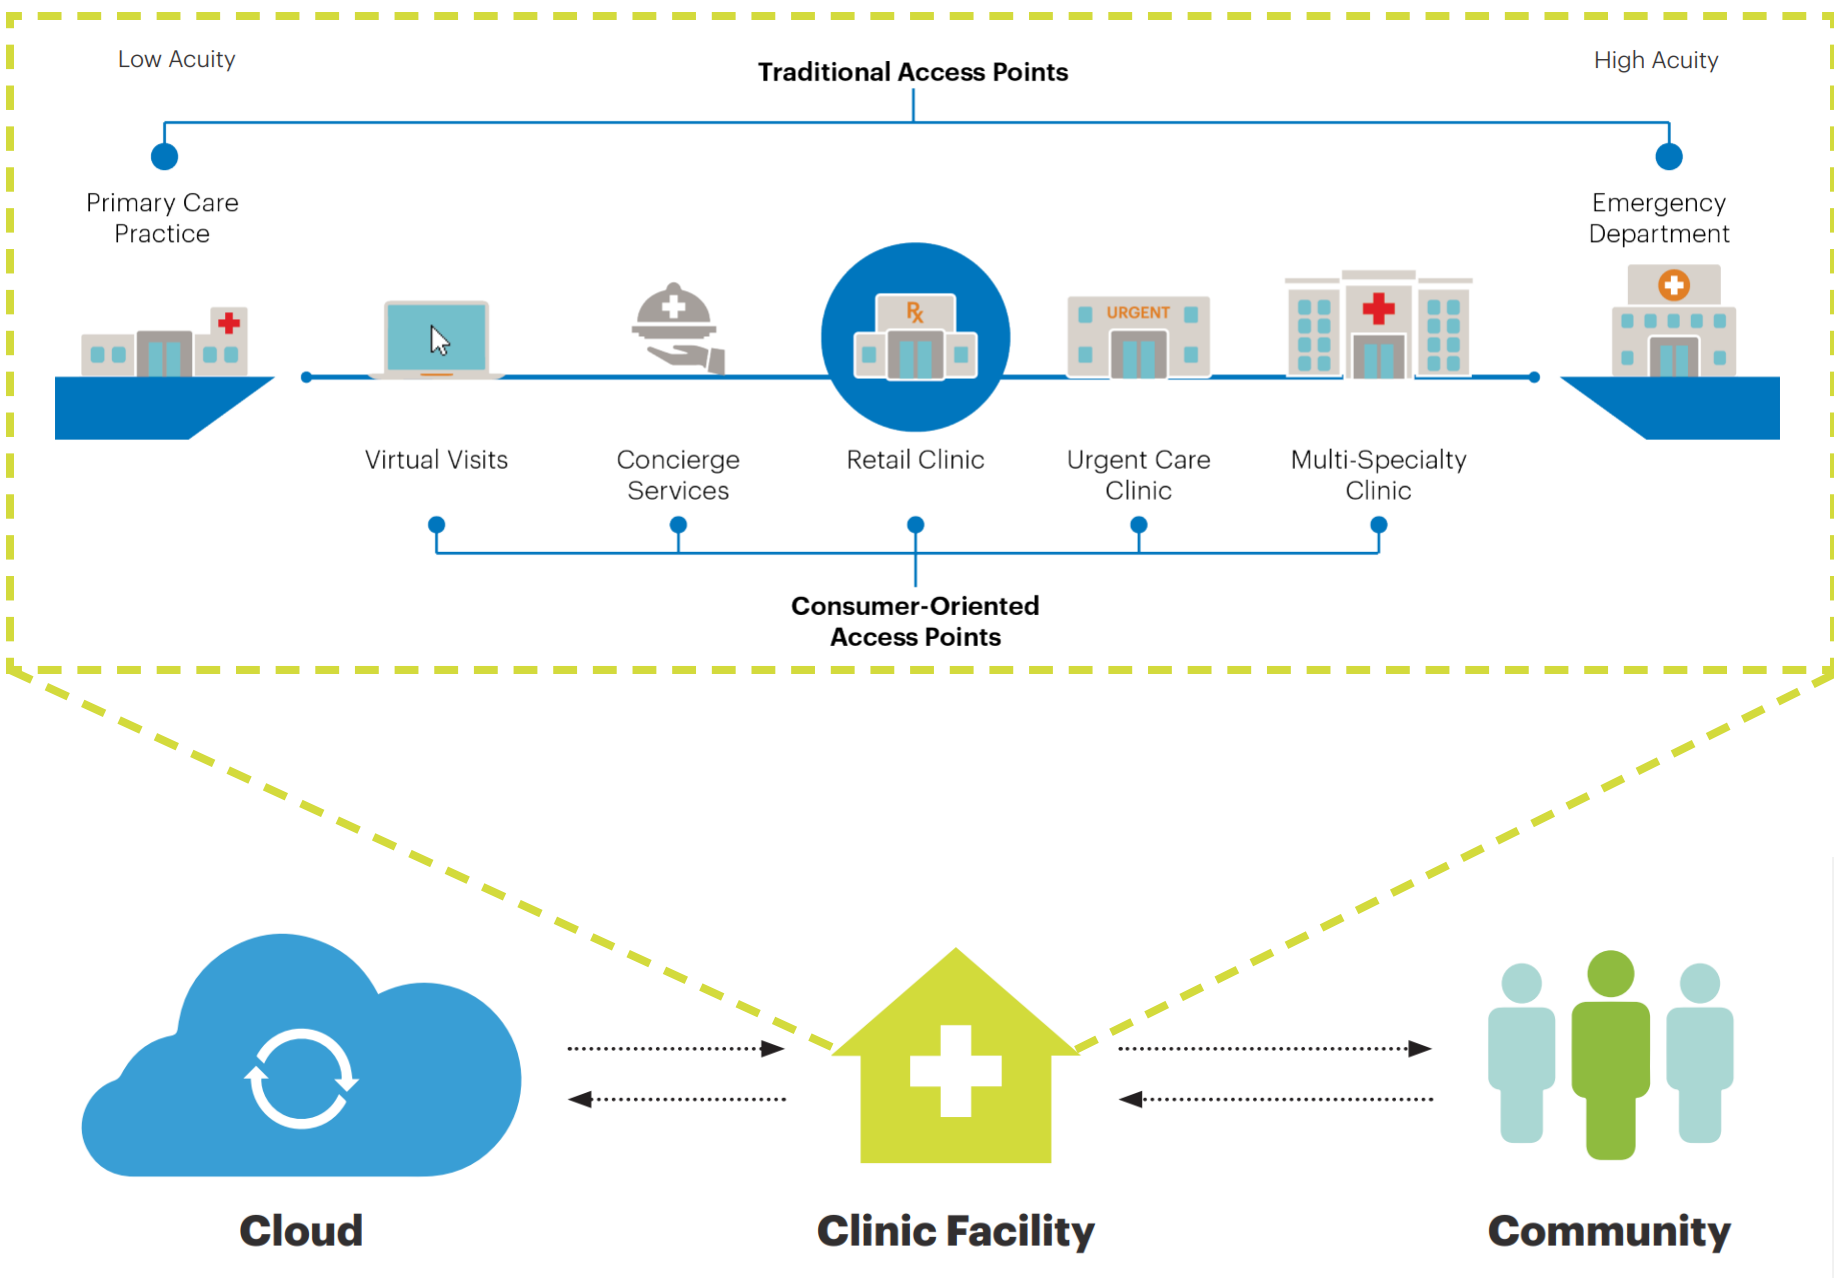 Low Acuity
Traditional Access Points
High Acuity
Primary Care
Practice
Emergency
Department
Rx
URGENT
Virtual Visits
Concierge
Services
Retail Clinic
Urgent Care
Clinic
Multi-Specialty
Clinic
Consumer-Oriented
Access Points
Cloud
Clinic Facility
Community